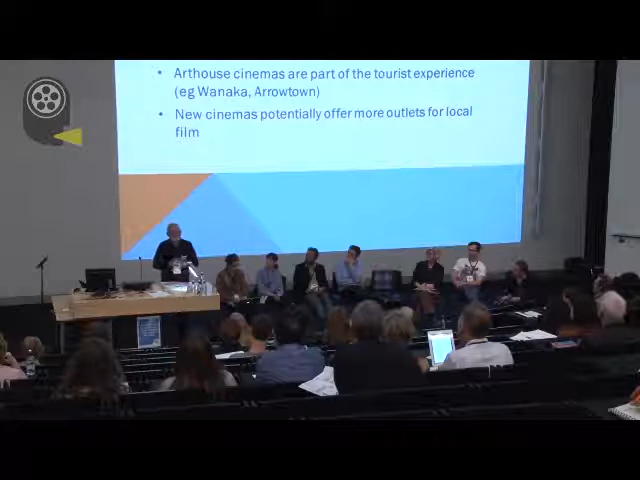 • Arthouse cinemas are part of the tourist experience
(eg Wanaka, Arrowtown)
• New cinemas potentially offer more outlets for local
film